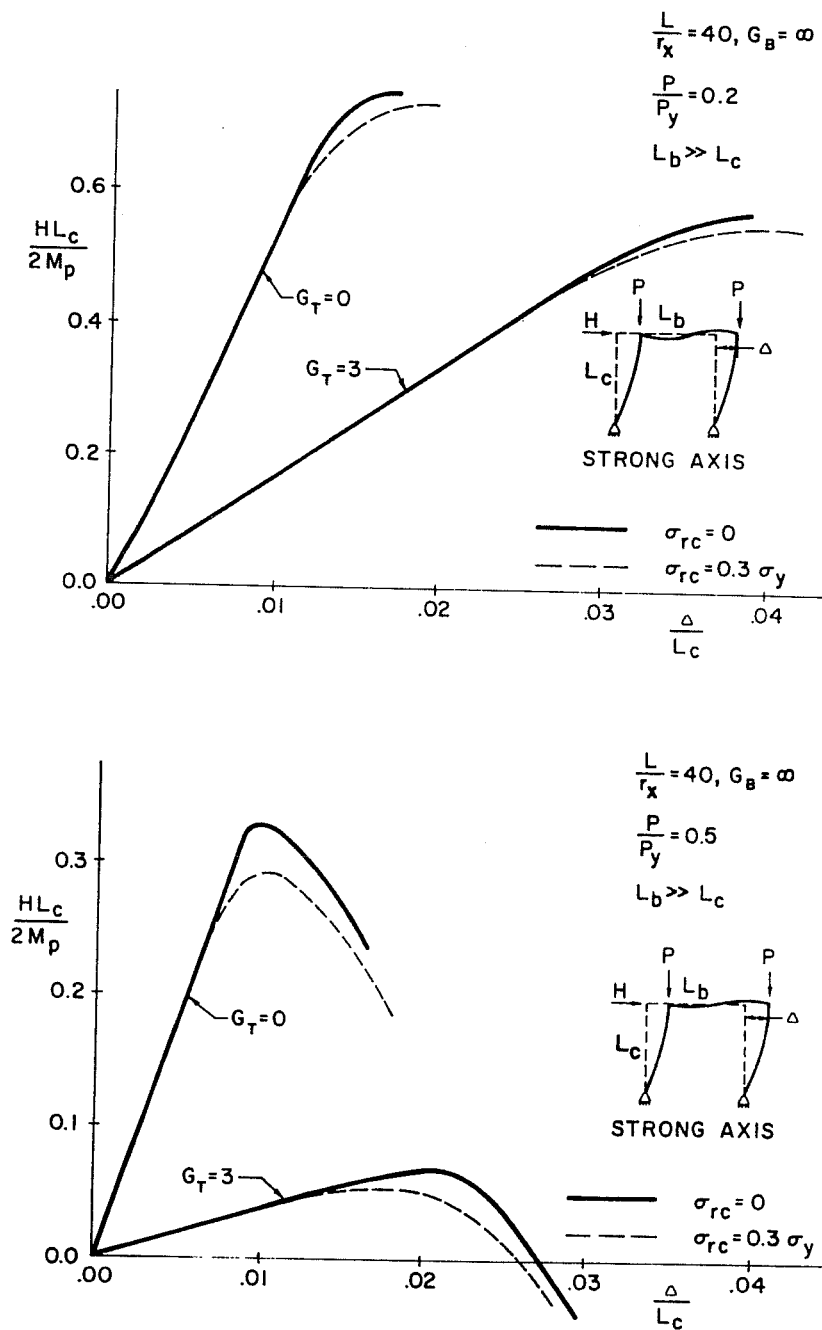 L/r_x = 40, G_B = ∞
P/P_y = 0.2
L_b >> L_c
HL_c/2M_p
0.6
0.4
0.2
0.0
G_T = 0
G_T = 3
P
P
H
L_b
Δ
L_c
STRONG AXIS
σ_rc = 0
σ_rc = 0.3 σ_y
.00
.01
.02
.03
.04
Δ/L_c
L/r_x = 40, G_B = ∞
P/P_y = 0.5
L_b >> L_c
HL_c/2M_p
0.3
0.2
0.1
0.0
G_T = 0
G_T = 3
P
P
H
L_b
Δ
L_c
STRONG AXIS
σ_rc = 0
σ_rc = 0.3 σ_y
.00
.01
.02
.03
.04
Δ/L_c